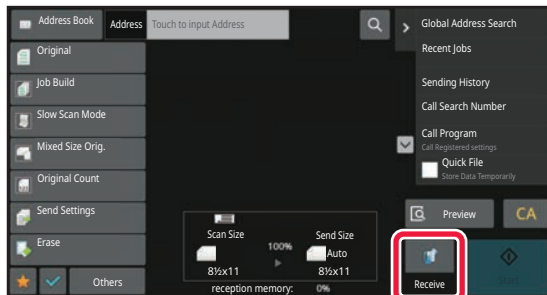 Address Book
Address
Touch to input Address
Global Address Search
Recent Jobs
Sending History
Call Search Number
Call Program
Call Registered settings
Quick File
Store Data Temporarily
Original
Job Build
Slow Scan Mode
Mixed Size Orig.
Original Count
Send Settings
Erase
Others
Scan Size
100%
Send Size
Auto
8½x11
8½x11
reception memory: 0%
Preview
CA
Receive
Start